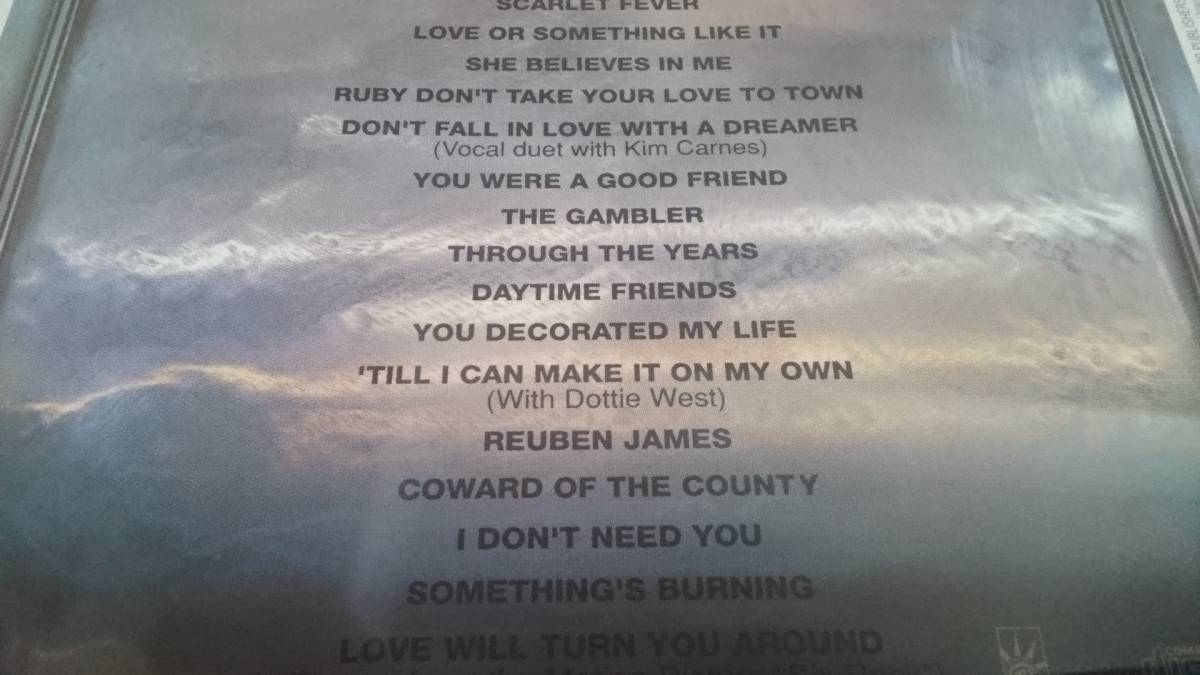 SCARLET FEVER
LOVE OR SOMETHING LIKE IT
SHE BELIEVES IN ME
RUBY DON'T TAKE YOUR LOVE TO TOWN
DON'T FALL IN LOVE WITH A DREAMER
(Vocal duet with Kim Carnes)
YOU WERE A GOOD FRIEND
THE GAMBLER
THROUGH THE YEARS
DAYTIME FRIENDS
YOU DECORATED MY LIFE
'TILL I CAN MAKE IT ON MY OWN
(With Dottie West)
REUBEN JAMES
COWARD OF THE COUNTY
I DON'T NEED YOU
SOMETHING'S BURNING
LOVE WILL TURN YOU AROUND